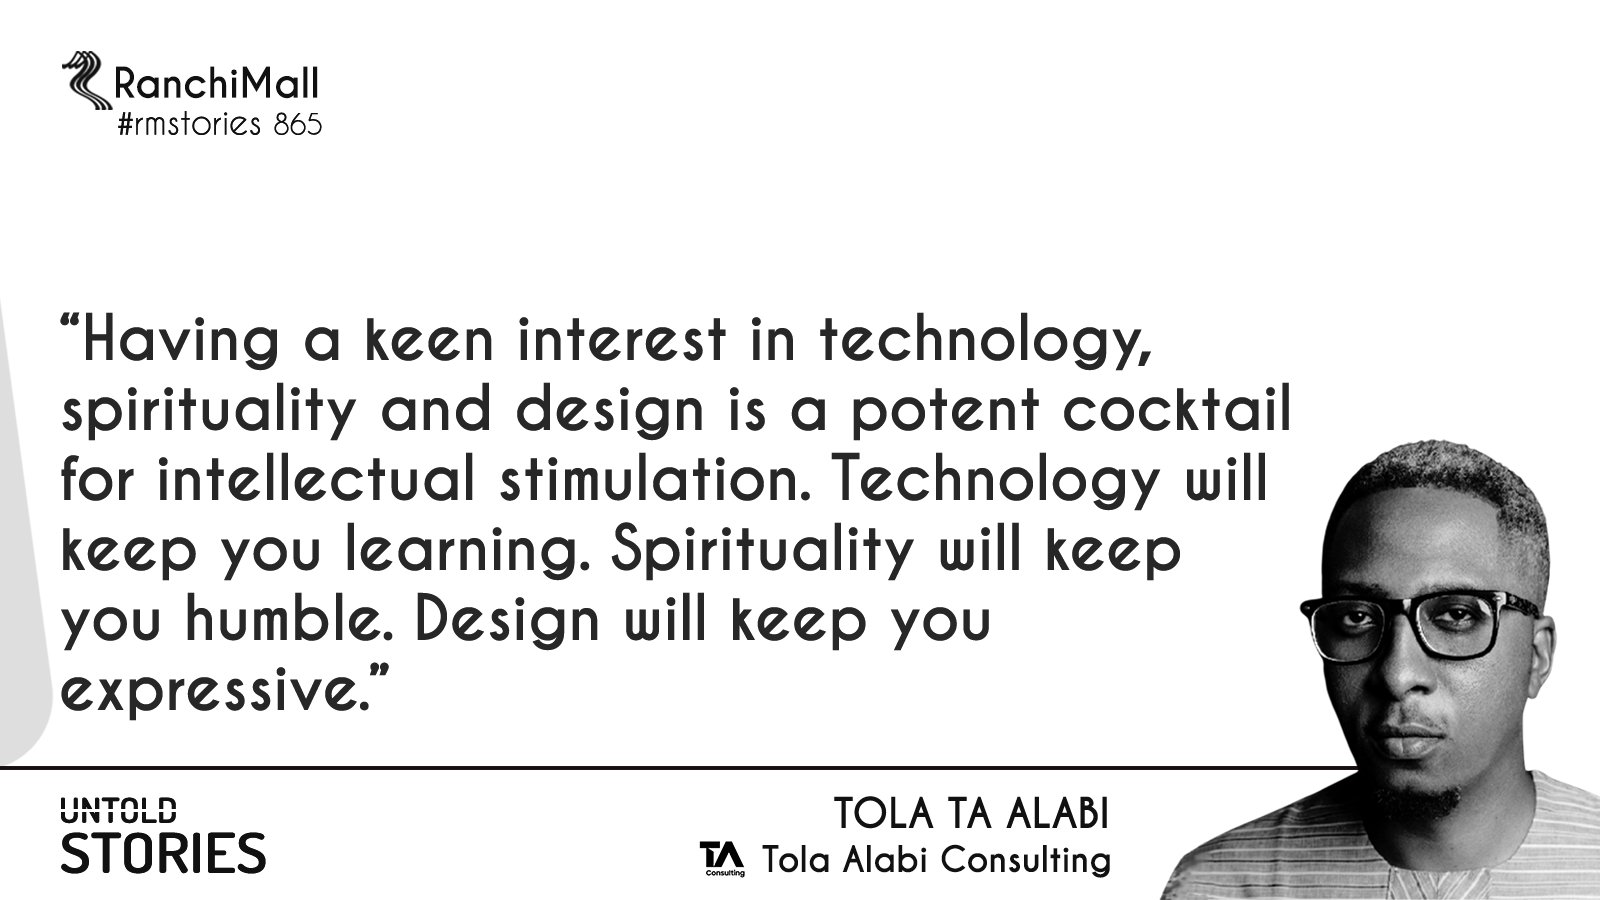 RanchiMall
#rmstories 865
“Having a keen interest in technology,
spirituality and design is a potent cocktail
for intellectual stimulation. Technology will
keep you learning. Spirituality will keep
you humble. Design will keep you
expressive.”
UNTOLD
STORIES
TOLA TA ALABI
TA
Consulting
Tola Alabi Consulting